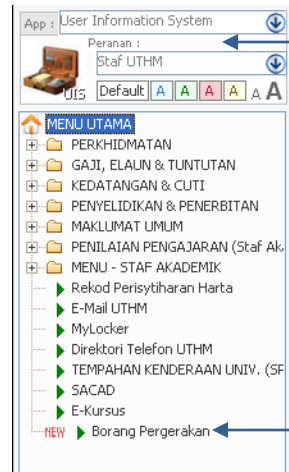 App : User Information System
Peranan :
Staf UTHM
UIS Default A A A A A A
MENU UTAMA
PERKHIDMATAN
GAJI, ELAUN & TUNTUTAN
KEDATANGAN & CUTI
PENYELIDIKAN & PENERBITAN
MAKLUMAT UMUM
PENILAIAN PENGAJARAN (Staf Ak
MENU - STAF AKADEMIK
Rekod Perisytiharan Harta
E-Mail UTHM
MyLocker
Direktori Telefon UTHM
TEMPAHAN KENDERAAN UNIV. (SF
SACAD
E-Kursus
NEW Borang Pergerakan